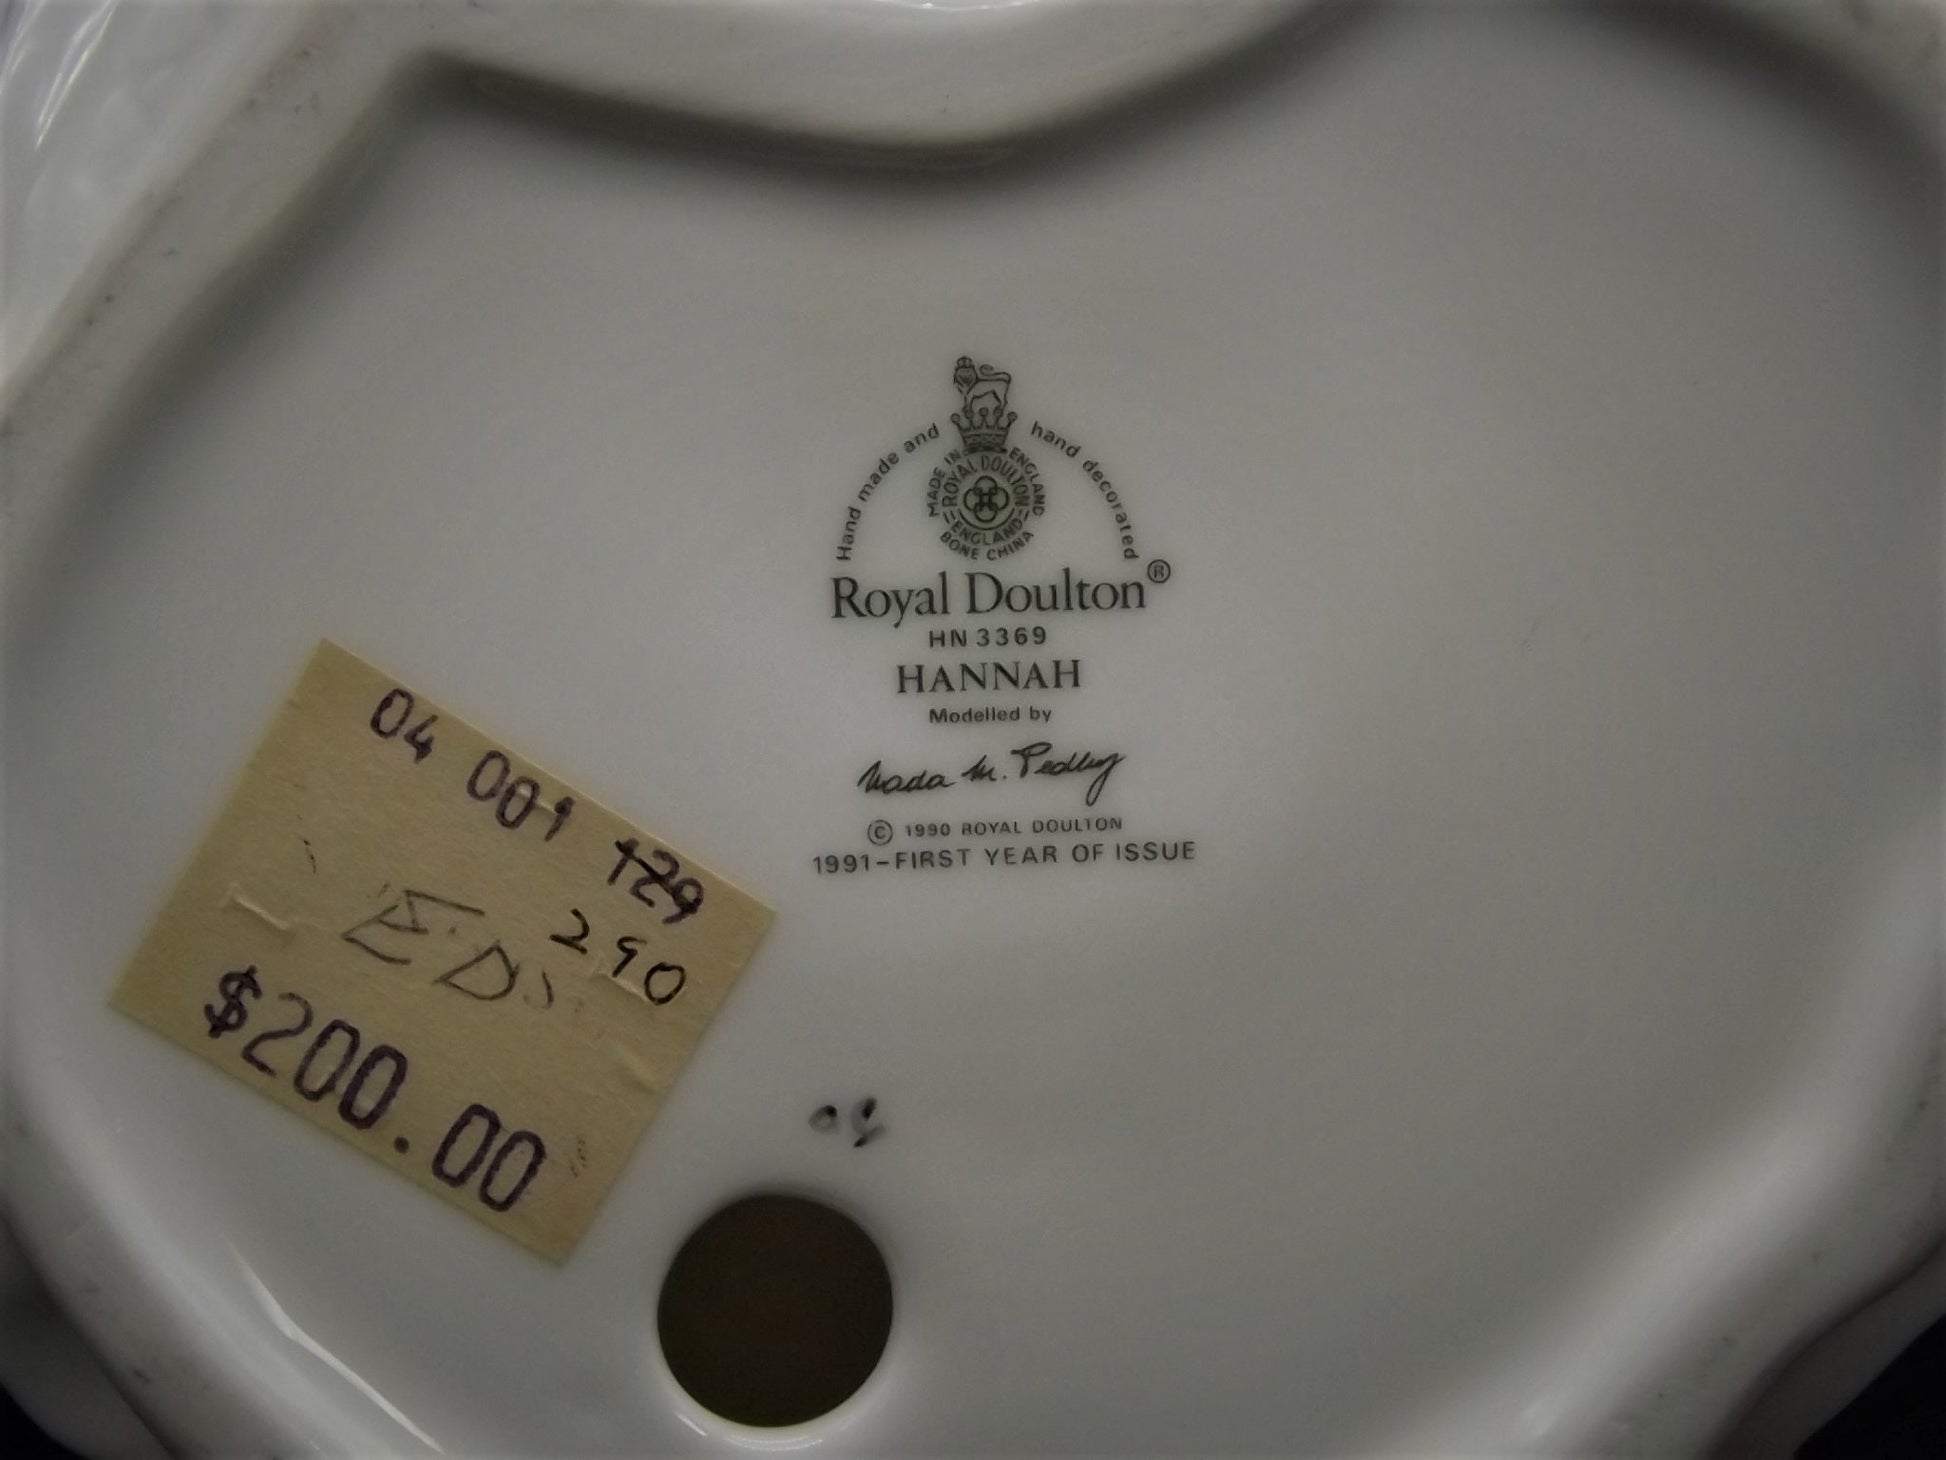 Hand made and hand decorated
MADE IN ENGLAND
ROYAL DOULTON
ENGLAND
BONE CHINA
Royal Doulton®
HN 3369
HANNAH
Modelled by
Nada M. Pedley
© 1990 ROYAL DOULTON
1991-FIRST YEAR OF ISSUE
04 001 129
290
ED
$200.00